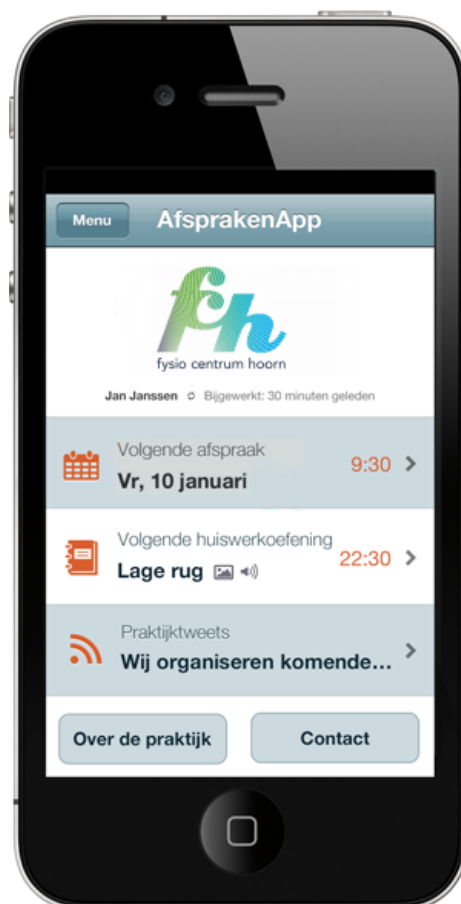 Menu
AfsprakenApp
fch
fysio centrum hoorn
Jan Janssen Bijgewerkt: 30 minuten geleden
Volgende afspraak
Vr, 10 januari
9:30
Volgende huiswerkoefening
Lage rug
22:30
Praktijktweets
Wij organiseren komende...
Over de praktijk
Contact